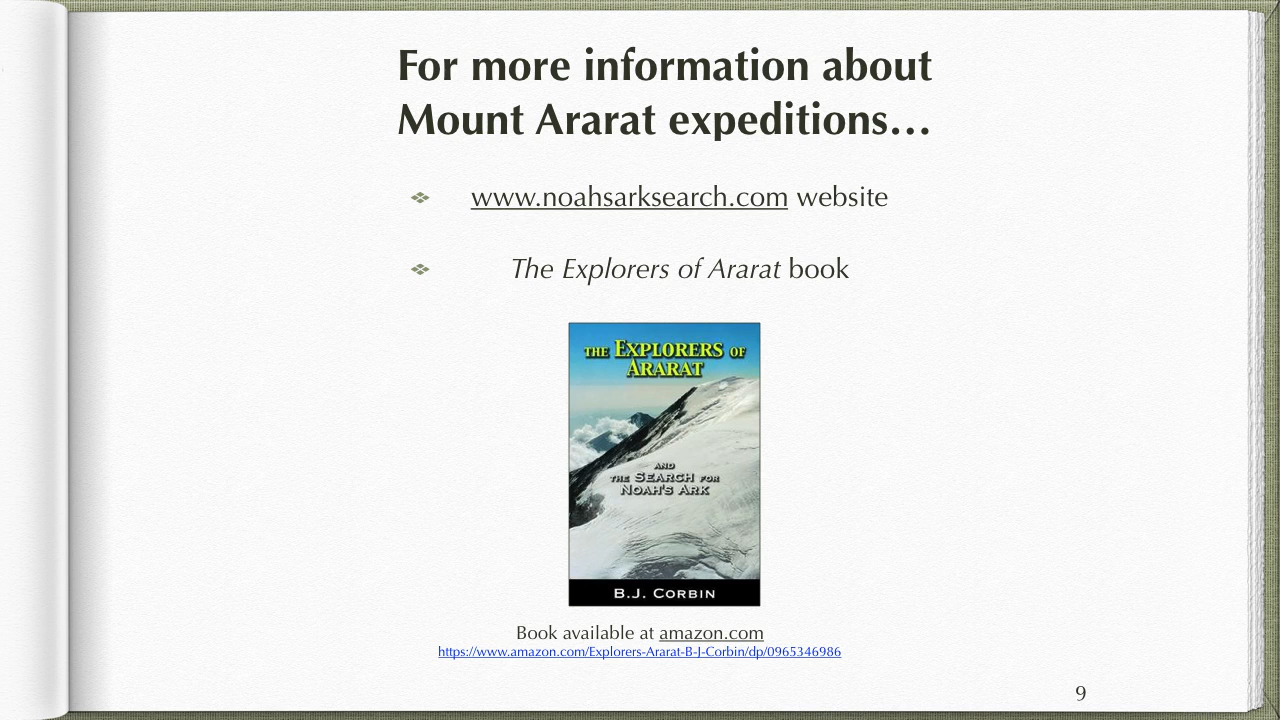 For more information about
Mount Ararat expeditions…
www.noahsarksearch.com website
The Explorers of Ararat book
THE EXPLORERS OF
ARARAT
AND
THE SEARCH FOR
NOAH'S ARK
B.J. CORBIN
Book available at amazon.com
https://www.amazon.com/Explorers-Ararat-B-J-Corbin/dp/0965346986
9